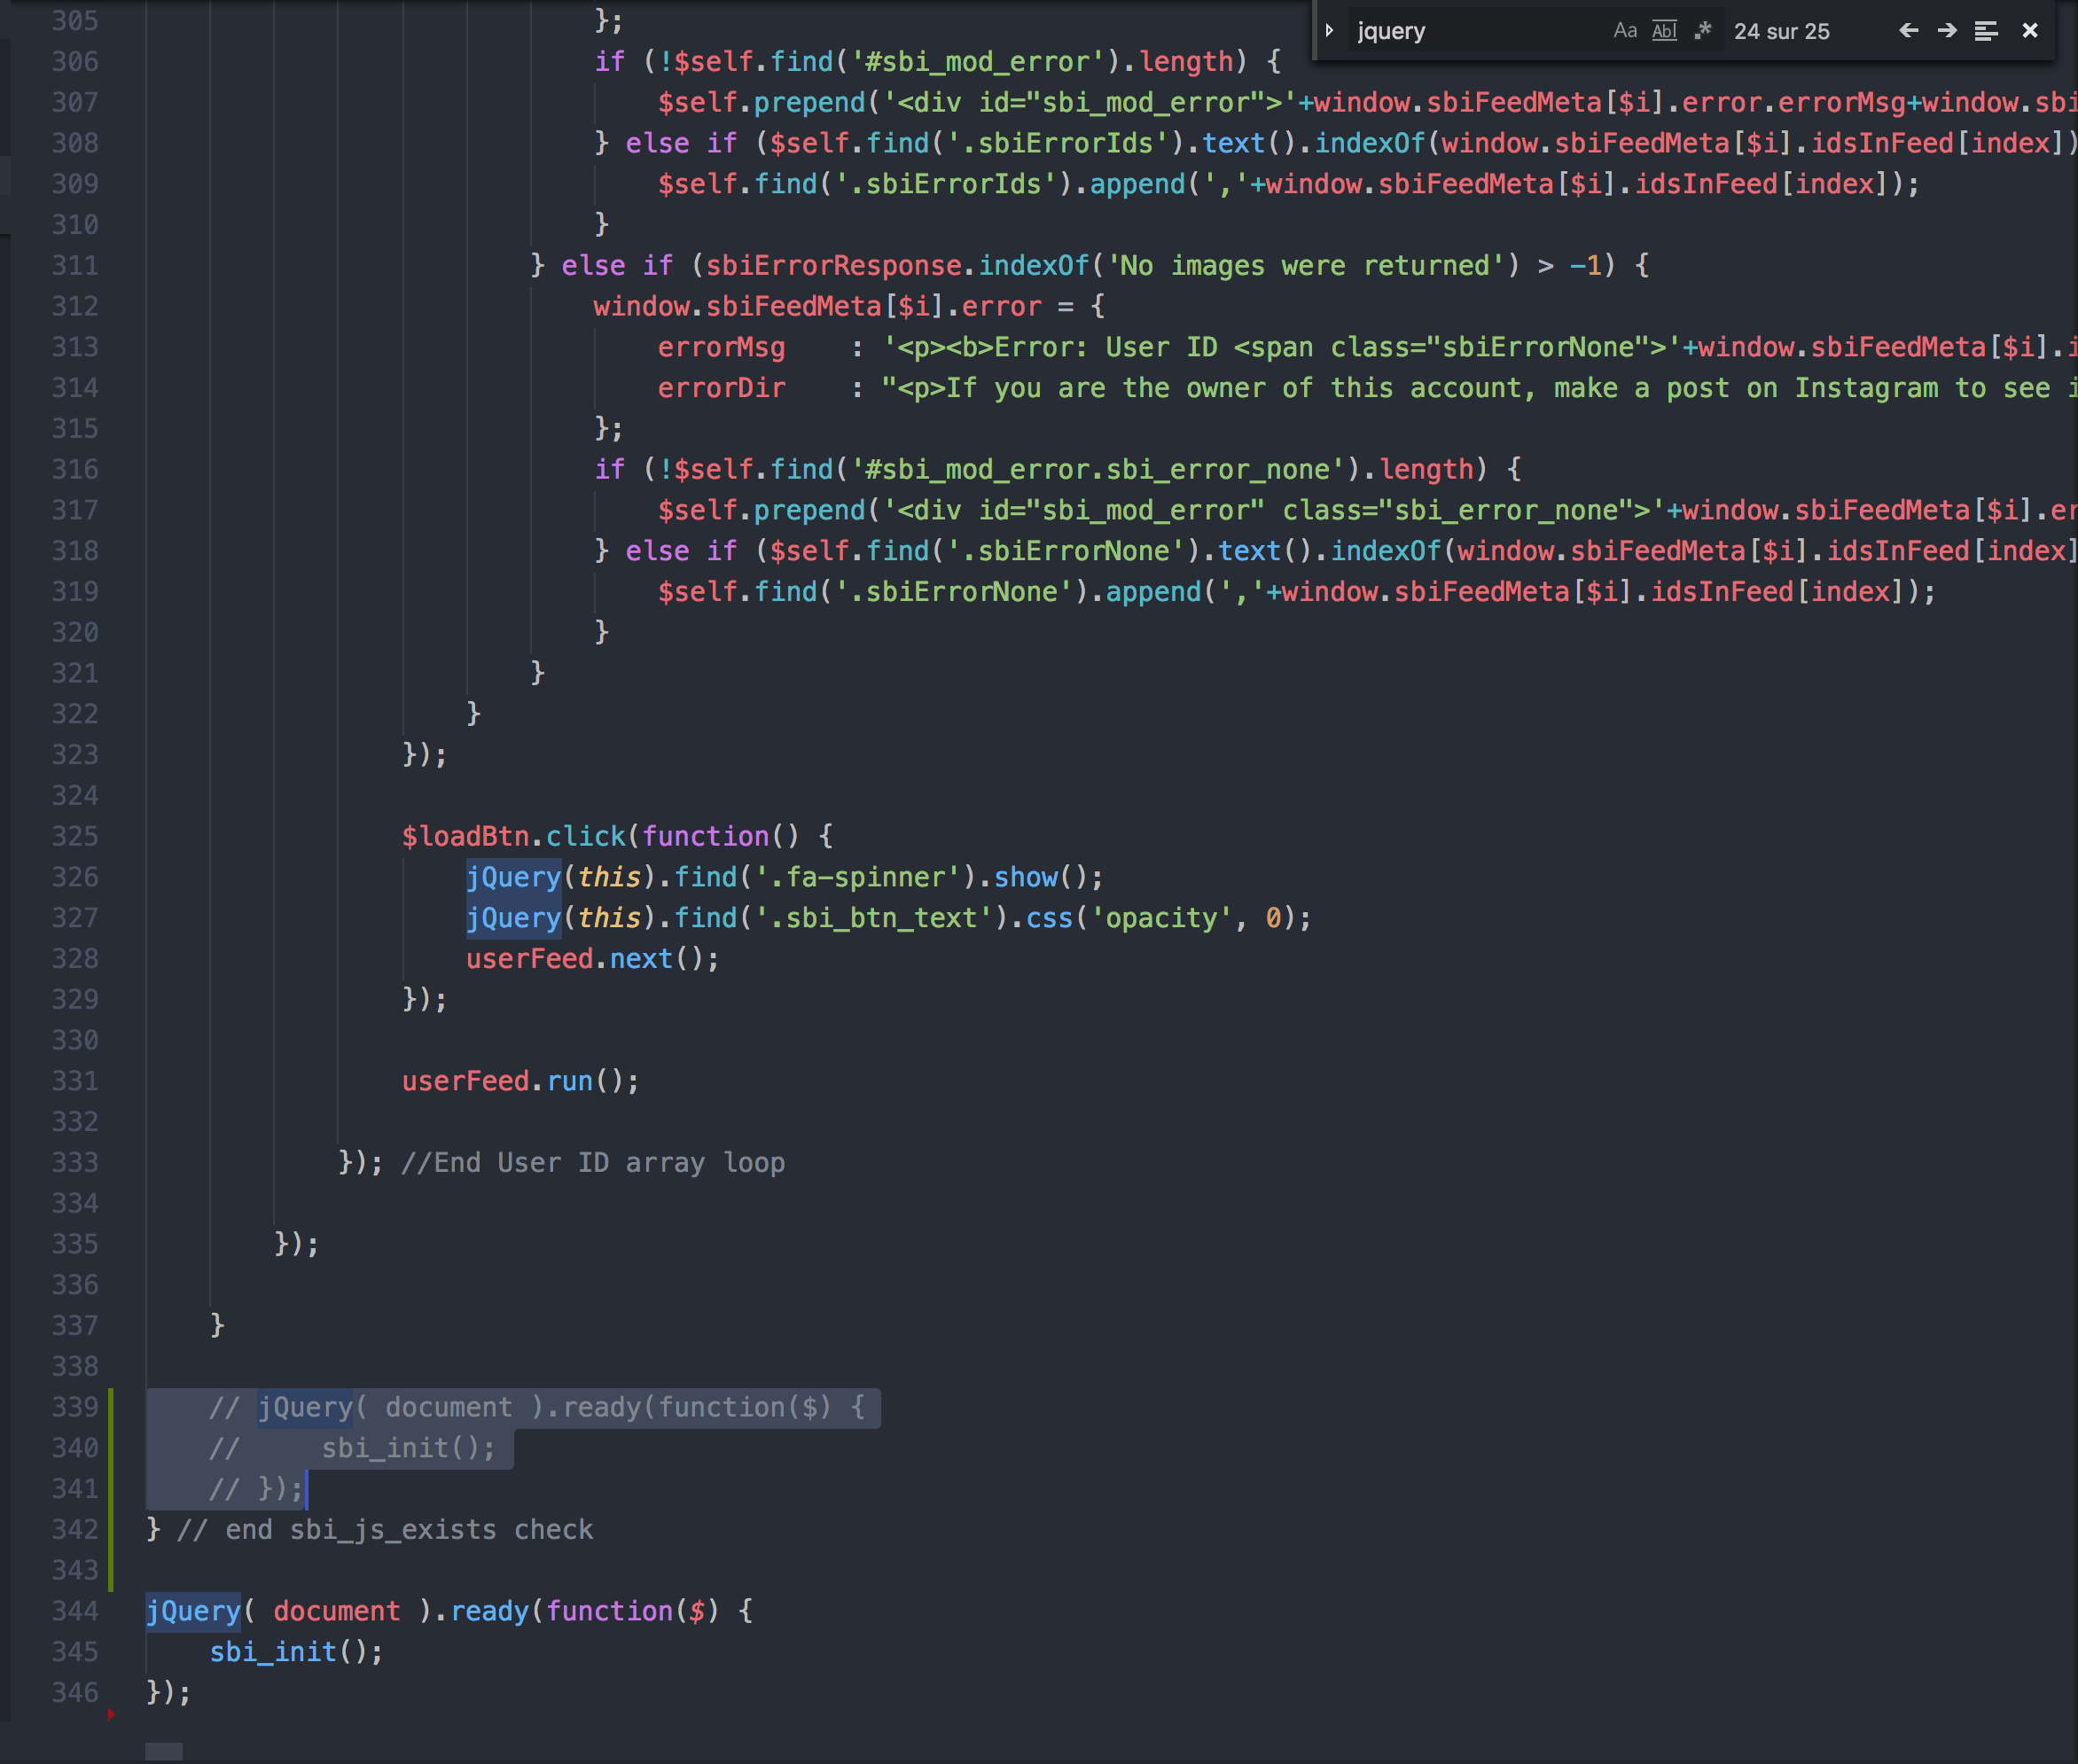 jquery Aa Abl .* 24 sur 25
305 };
306 if (!$self.find('#sbi_mod_error').length) {
307 $self.prepend('<div id="sbi_mod_error">'+window.sbiFeedMeta[$i].error.errorMsg+window.sbi
308 } else if ($self.find('.sbiErrorIds').text().indexOf(window.sbiFeedMeta[$i].idsInFeed[index])
309 $self.find('.sbiErrorIds').append(','+window.sbiFeedMeta[$i].idsInFeed[index]);
310 }
311 } else if (sbiErrorResponse.indexOf('No images were returned') > -1) {
312 window.sbiFeedMeta[$i].error = {
313 errorMsg    : '<p><b>Error: User ID <span class="sbiErrorNone">'+window.sbiFeedMeta[$i].i
314 errorDir    : "<p>If you are the owner of this account, make a post on Instagram to see i
315 };
316 if (!$self.find('#sbi_mod_error.sbi_error_none').length) {
317 $self.prepend('<div id="sbi_mod_error" class="sbi_error_none">'+window.sbiFeedMeta[$i].er
318 } else if ($self.find('.sbiErrorNone').text().indexOf(window.sbiFeedMeta[$i].idsInFeed[index]
319 $self.find('.sbiErrorNone').append(','+window.sbiFeedMeta[$i].idsInFeed[index]);
320 }
321 }
322 }
323 });
324
325 $loadBtn.click(function() {
326 jQuery(this).find('.fa-spinner').show();
327 jQuery(this).find('.sbi_btn_text').css('opacity', 0);
328 userFeed.next();
329 });
330
331 userFeed.run();
332
333 }); //End User ID array loop
334
335 });
336
337 }
338
339 // jQuery( document ).ready(function($) {
340 //     sbi_init();
341 // });
342 } // end sbi_js_exists check
343
344 jQuery( document ).ready(function($) {
345 sbi_init();
346 });